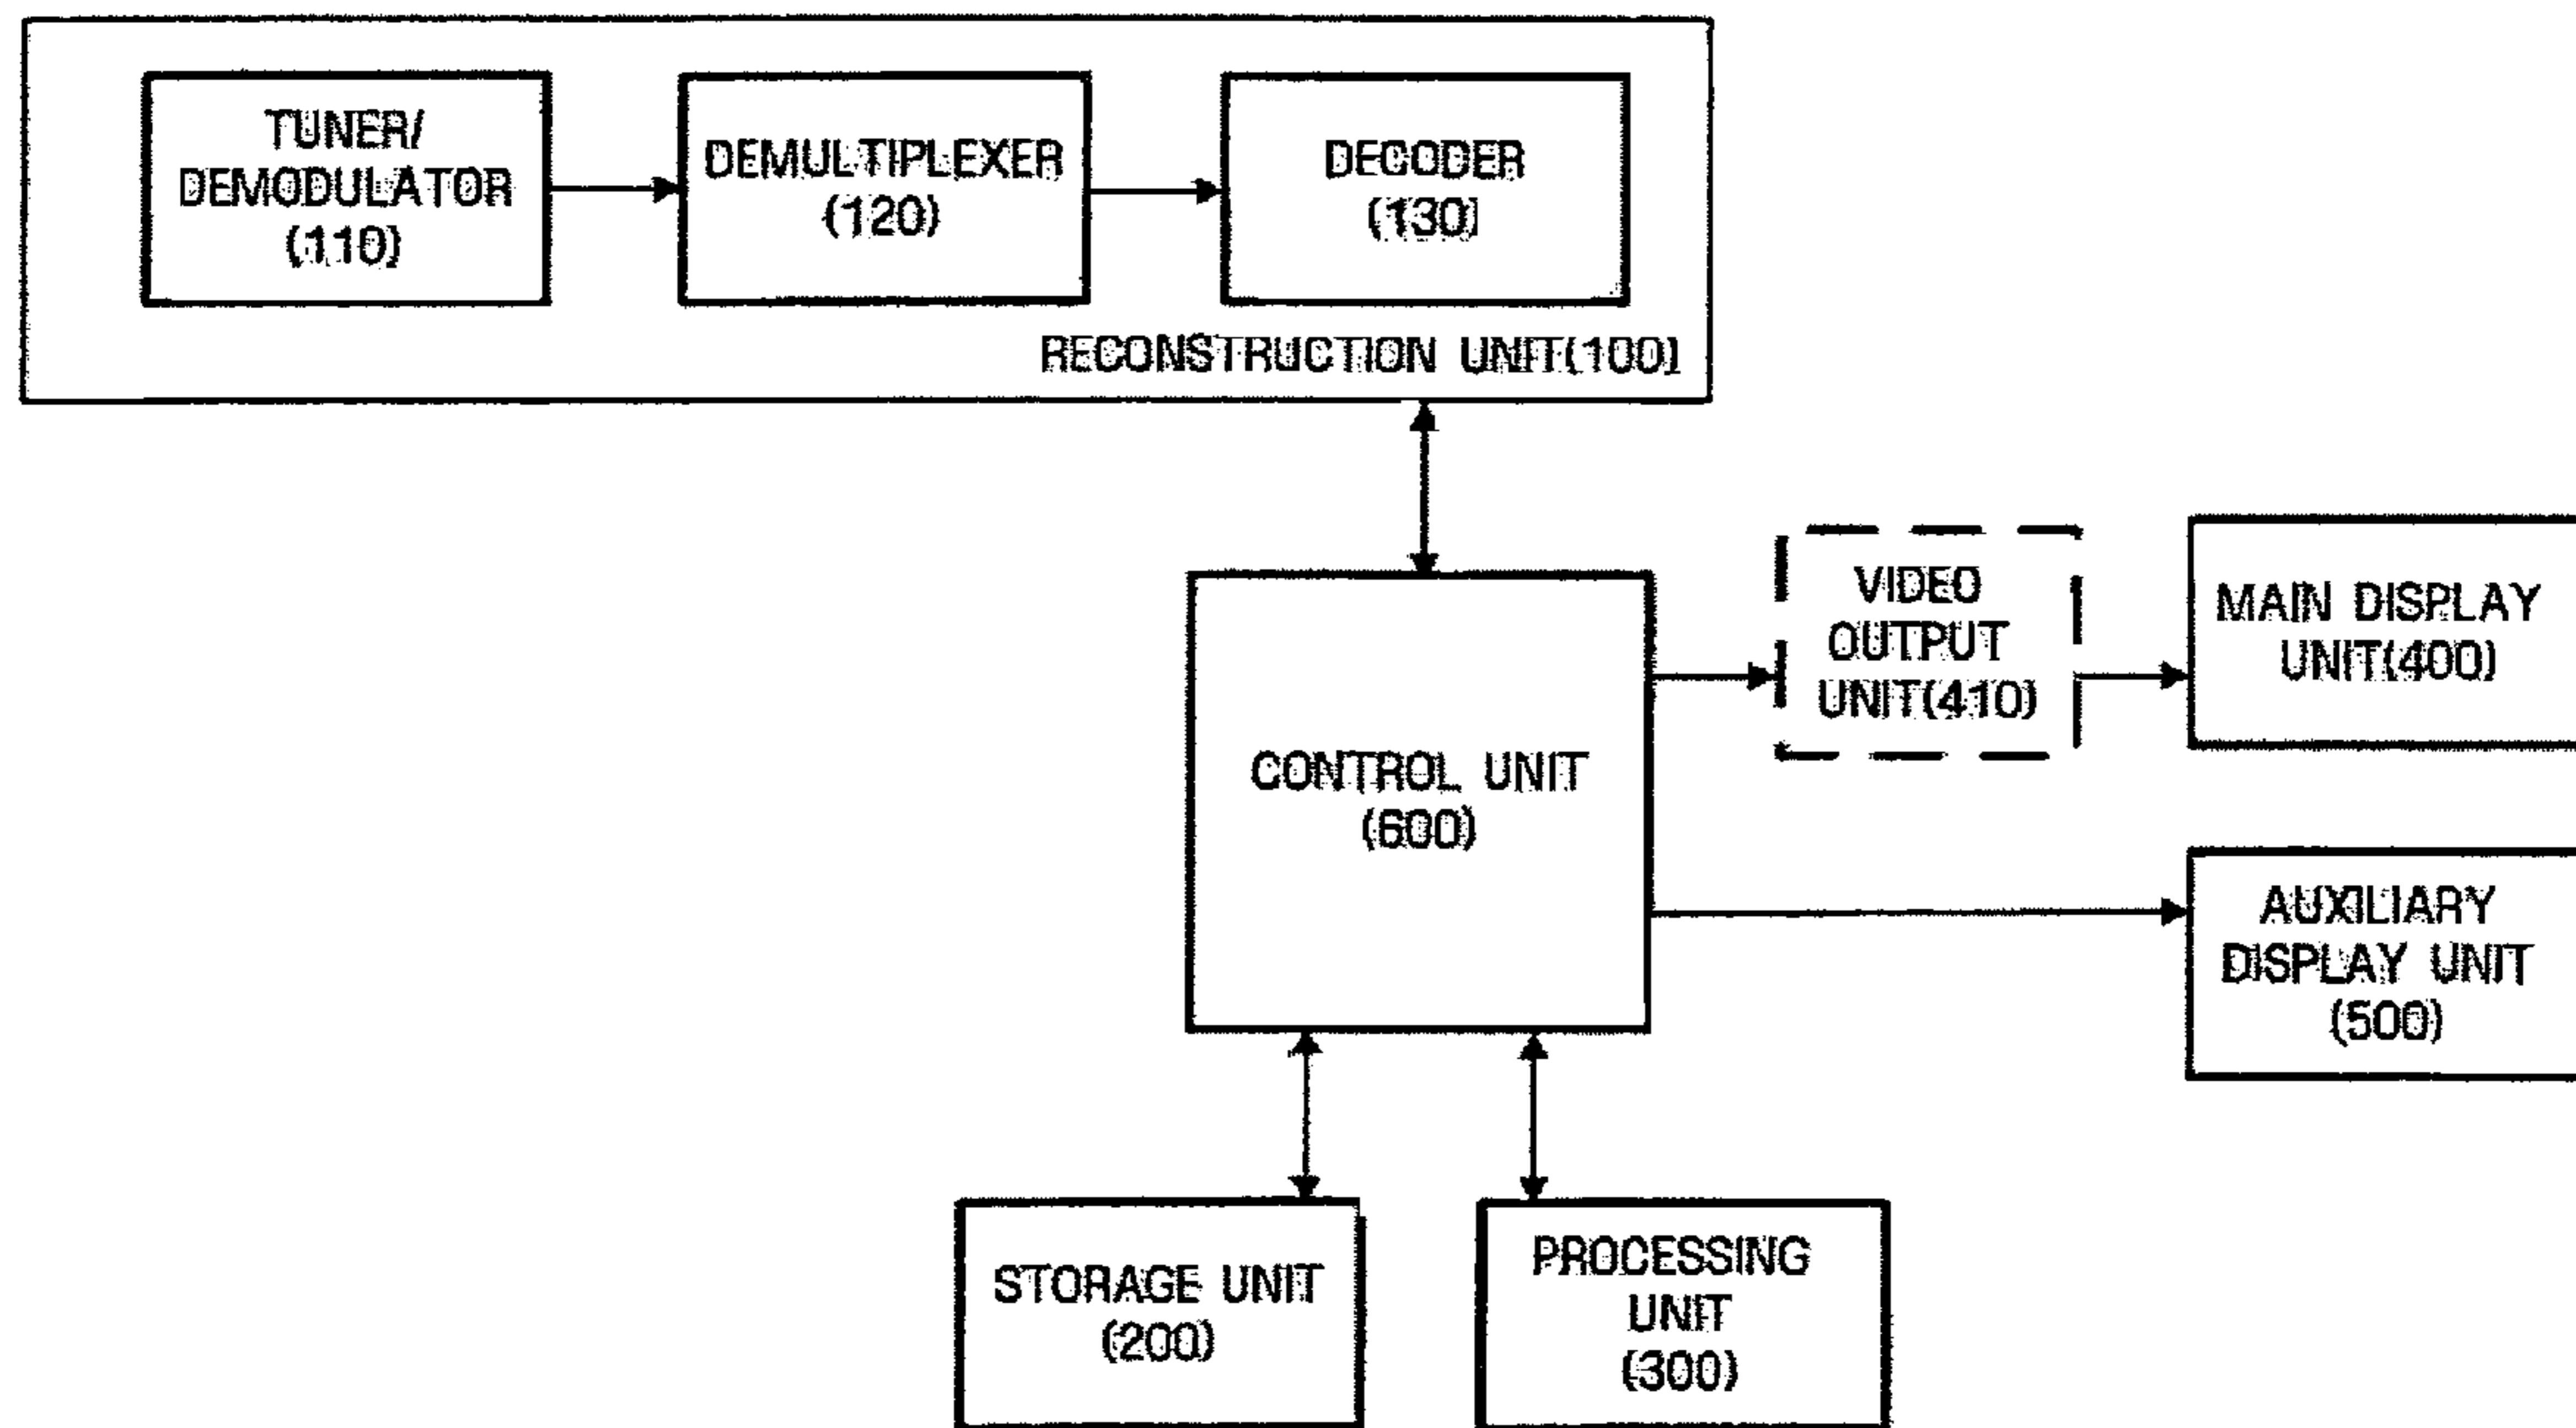 TUNER/
DEMODULATOR
(110)
DEMULTIPLEXER
(120)
DECODER
(130)
RECONSTRUCTION UNIT(100)
VIDEO
OUTPUT
UNIT(410)
MAIN DISPLAY
UNIT(400)
CONTROL UNIT
(600)
AUXILIARY
DISPLAY UNIT
(500)
STORAGE UNIT
(200)
PROCESSING
UNIT
(300)